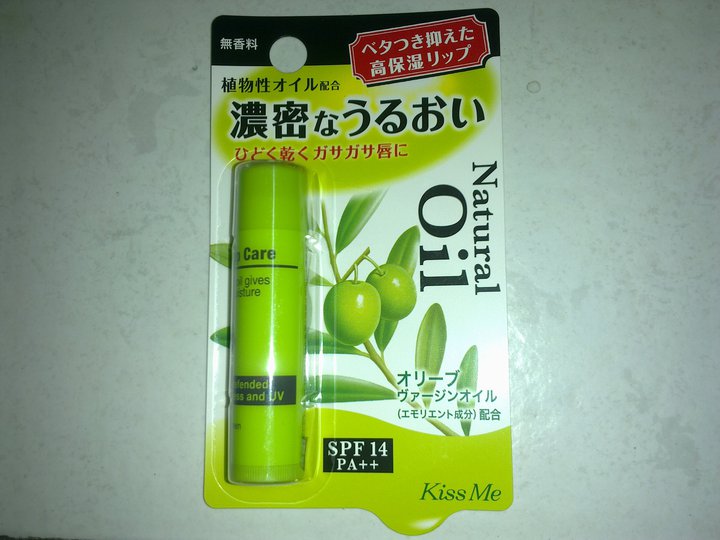 無香料
ベタつき抑えた
高保湿リップ
植物性オイル配合
濃密なうるおい
ひどく乾くガサガサ唇に
Natural
Oil
Care
oil gives
and UV
オリーブ
ヴァージンオイル
(エモリエント成分)配合
SPF 14
PA++
Kiss Me